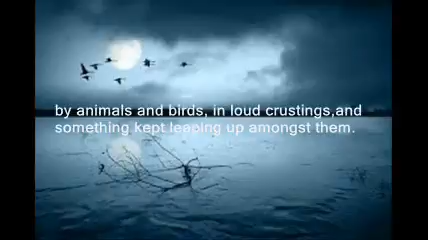 by animals and birds, in loud crustings,and
something kept leaping up amongst them.